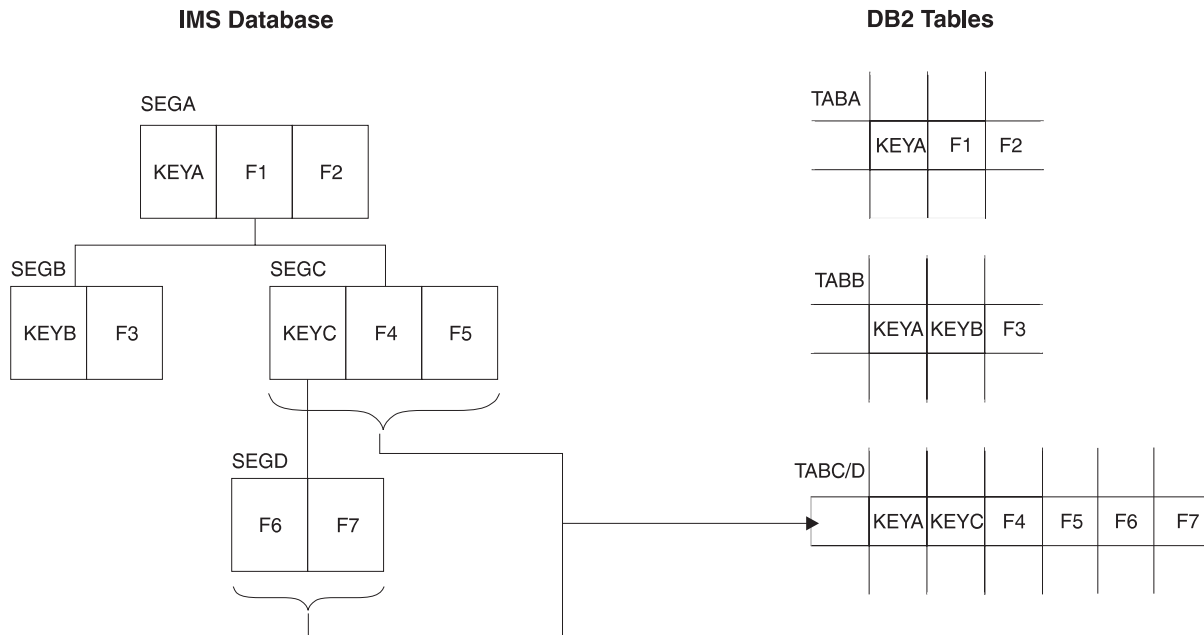 IMS Database
DB2 Tables
SEGA
KEYA F1 F2
SEGB
KEYB F3
SEGC
KEYC F4 F5
SEGD
F6 F7
TABA
KEYA F1 F2
TABB
KEYA KEYB F3
TABC/D
KEYA KEYC F4 F5 F6 F7